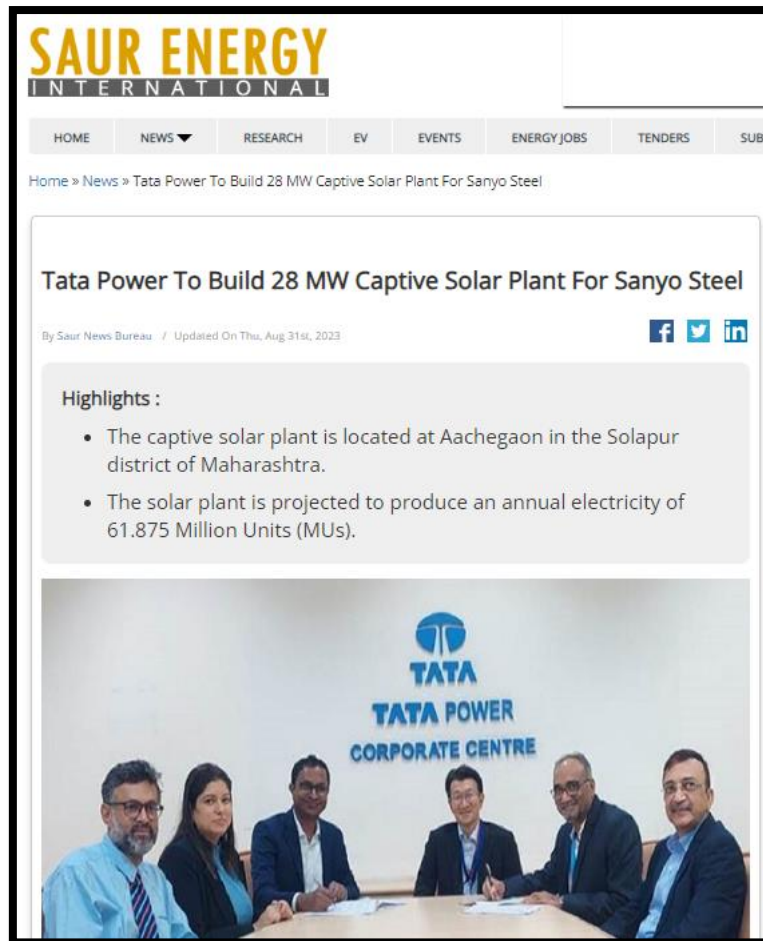 SAUR ENERGY
INTERNATIONAL
HOME NEWS RESEARCH EV EVENTS ENERGY JOBS TENDERS SUB
Home » News » Tata Power To Build 28 MW Captive Solar Plant For Sanyo Steel
Tata Power To Build 28 MW Captive Solar Plant For Sanyo Steel
By Saur News Bureau / Updated On Thu, Aug 31st, 2023
f in
Highlights :
• The captive solar plant is located at Aachegaon in the Solapur
district of Maharashtra.
• The solar plant is projected to produce an annual electricity of
61.875 Million Units (MUs).
TATA
TATA POWER
CORPORATE CENTRE